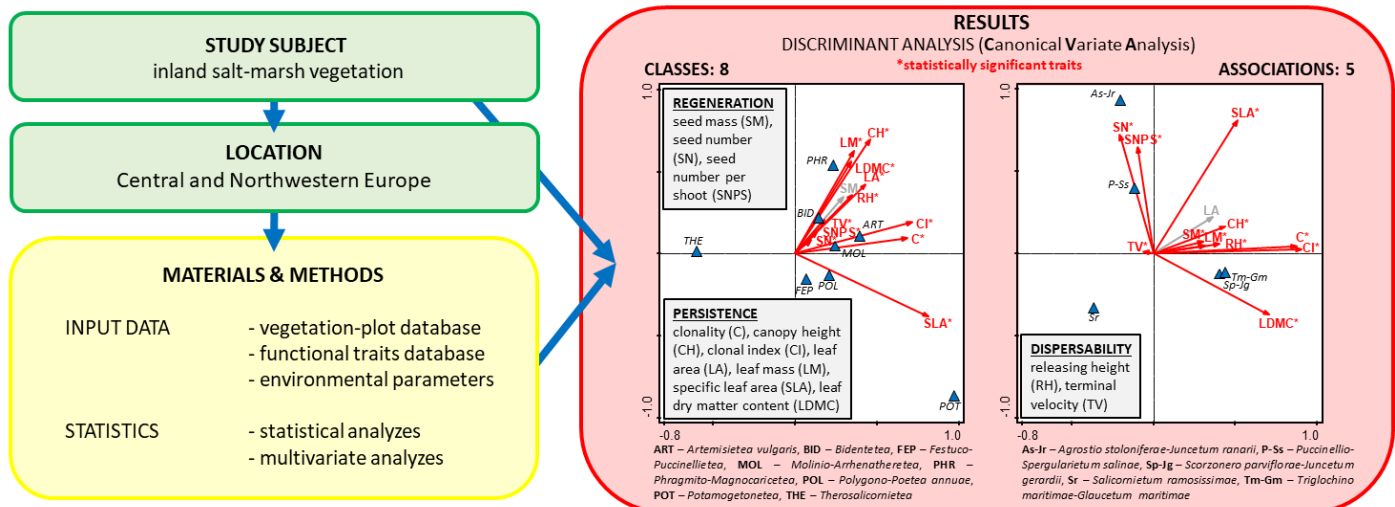 STUDY SUBJECT
inland salt-marsh vegetation
LOCATION
Central and Northwestern Europe
MATERIALS & METHODS
INPUT DATA
- vegetation-plot database
- functional traits database
- environmental parameters
STATISTICS
- statistical analyzes
- multivariate analyzes
RESULTS
DISCRIMINANT ANALYSIS (Canonical Variate Analysis)
*statistically significant traits
CLASSES: 8
1.0
REGENERATION
seed mass (SM),
seed number
(SN), seed
number per
shoot (SNPS)
CH*
LM*
PHR
LDMC*
LA*
SM
RH*
BID
TV*
ART
CI*
SNPS*
SN*
C*
MOL
THE
FEP
POL
SLA*
POT
PERSISTENCE
clonality (C), canopy height
(CH), clonal index (CI), leaf
area (LA), leaf mass (LM),
specific leaf area (SLA), leaf
dry matter content (LDMC)
-1.0
-0.8
1.0
ART – Artemisietea vulgaris, BID – Bidentetea, FEP – Festuco-
Puccinellietea, MOL – Molinio-Arrhenatheretea, PHR –
Phragmito-Magnocaricetea, POL – Polygono-Poetea annuae,
POT – Potamogetonetea, THE – Therosalicornietea
ASSOCIATIONS: 5
1.0
As-Jr
SLA*
SN*
SNPS*
P-Ss
LA
CH*
SM*
LM*
RH*
C*
CI*
TV*
Tm-Gm
Sp-Jg
Sr
LDMC*
DISPERSABILITY
releasing height
(RH), terminal
velocity (TV)
-1.0
-0.8
1.0
As-Jr – Agrostio stoloniferae-Juncetum ranarii, P-Ss – Puccinellio-
Spergularietum salinae, Sp-Jg – Scorzonero parviflorae-Juncetum
gerardii, Sr – Salicornietum ramosissimae, Tm-Gm – Triglochino
maritimae-Glaucetum maritimae